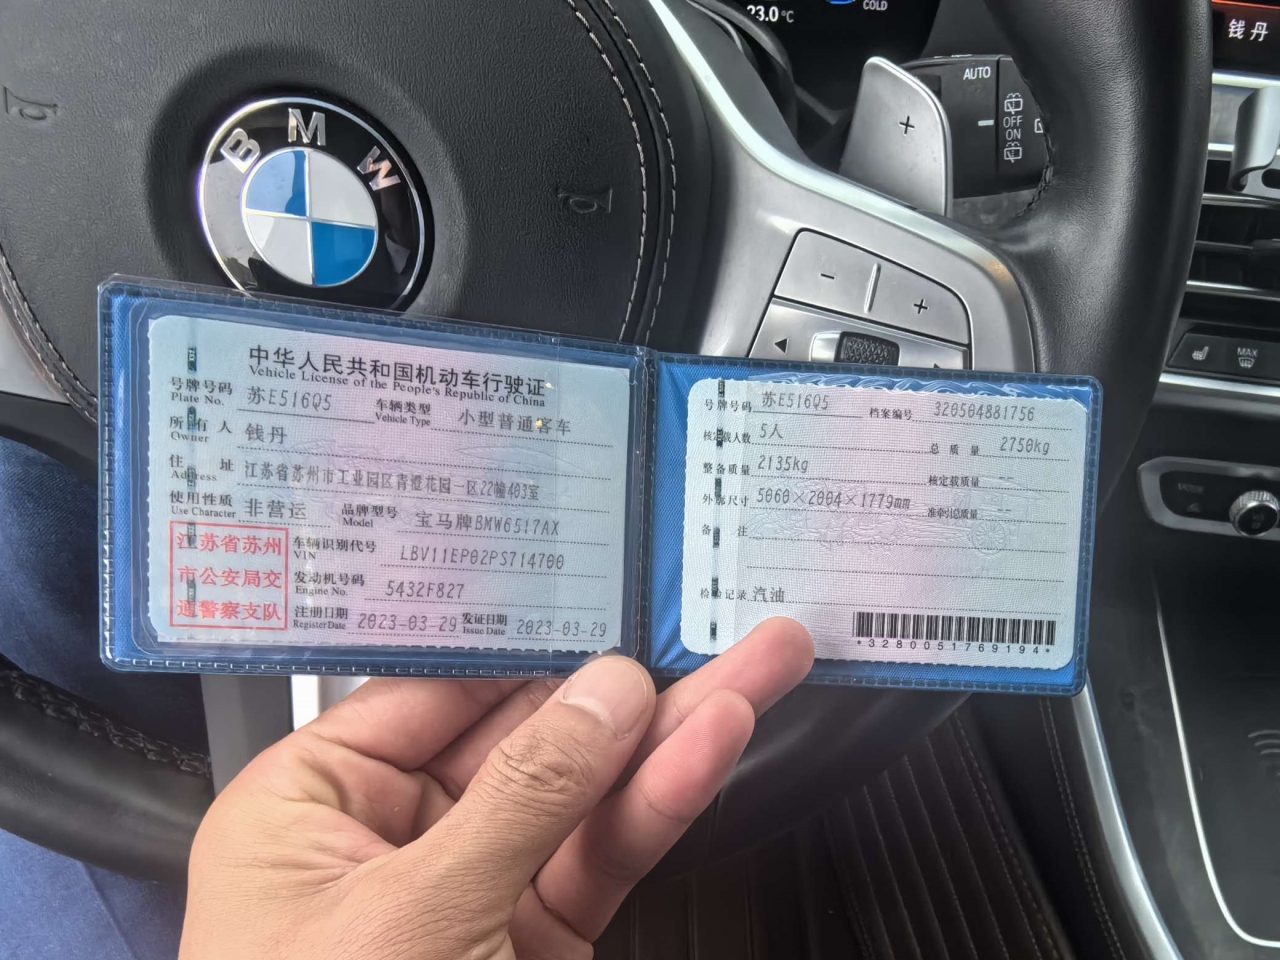 23.0 °C
COLD
钱丹
AUTO
OFF
ON
MAX
BMW
中华人民共和国机动车行驶证
Vehicle License of the People's Republic of China
号牌号码 苏E516Q5 车辆类型 小型普通客车
Plate No. Vehicle Type
所有人 钱丹
Owner
住址 江苏省苏州市工业园区青澄花园一区22幢403室
Address
使用性质 非营运 品牌型号 宝马牌BMW6517AX
Use Character Model
江苏省苏州
市公安局交
通警察支队
车辆识别代号 LBV11EP02PS714700
VIN
发动机号码 5432F827
Engine No.
注册日期 2023-03-29 发证日期 2023-03-29
Register Date Issue Date
号牌号码 苏E516Q5 档案编号 320504881756
核定载人数 5人 总质量 2750kg
整备质量 2135kg 核定载质量 --
外廓尺寸 5060×2004×1779mm 准牵引总质量 --
备注
检验记录 汽油
*3280051769194*